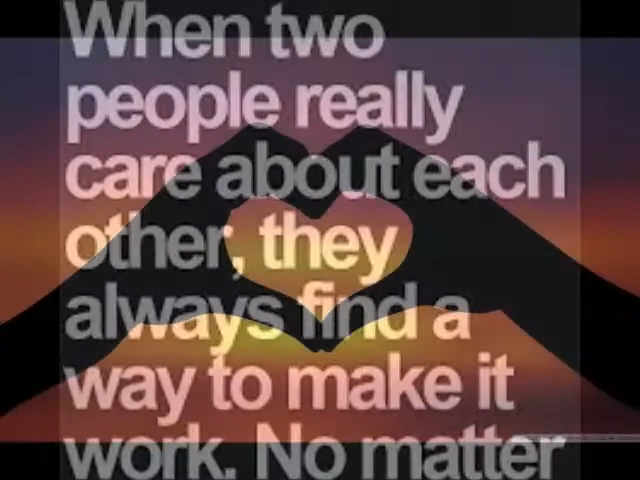 When two
people really
care about each
other, they
always find a
way to make it
work. No matter